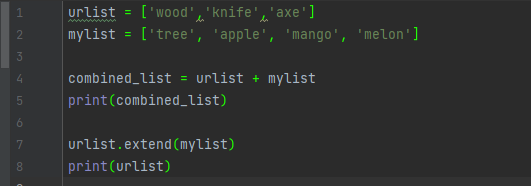 1 urlist = ['wood','knife','axe']
2 mylist = ['tree', 'apple', 'mango', 'melon']
3
4 combined_list = urlist + mylist
5 print(combined_list)
6
7 urlist.extend(mylist)
8 print(urlist)